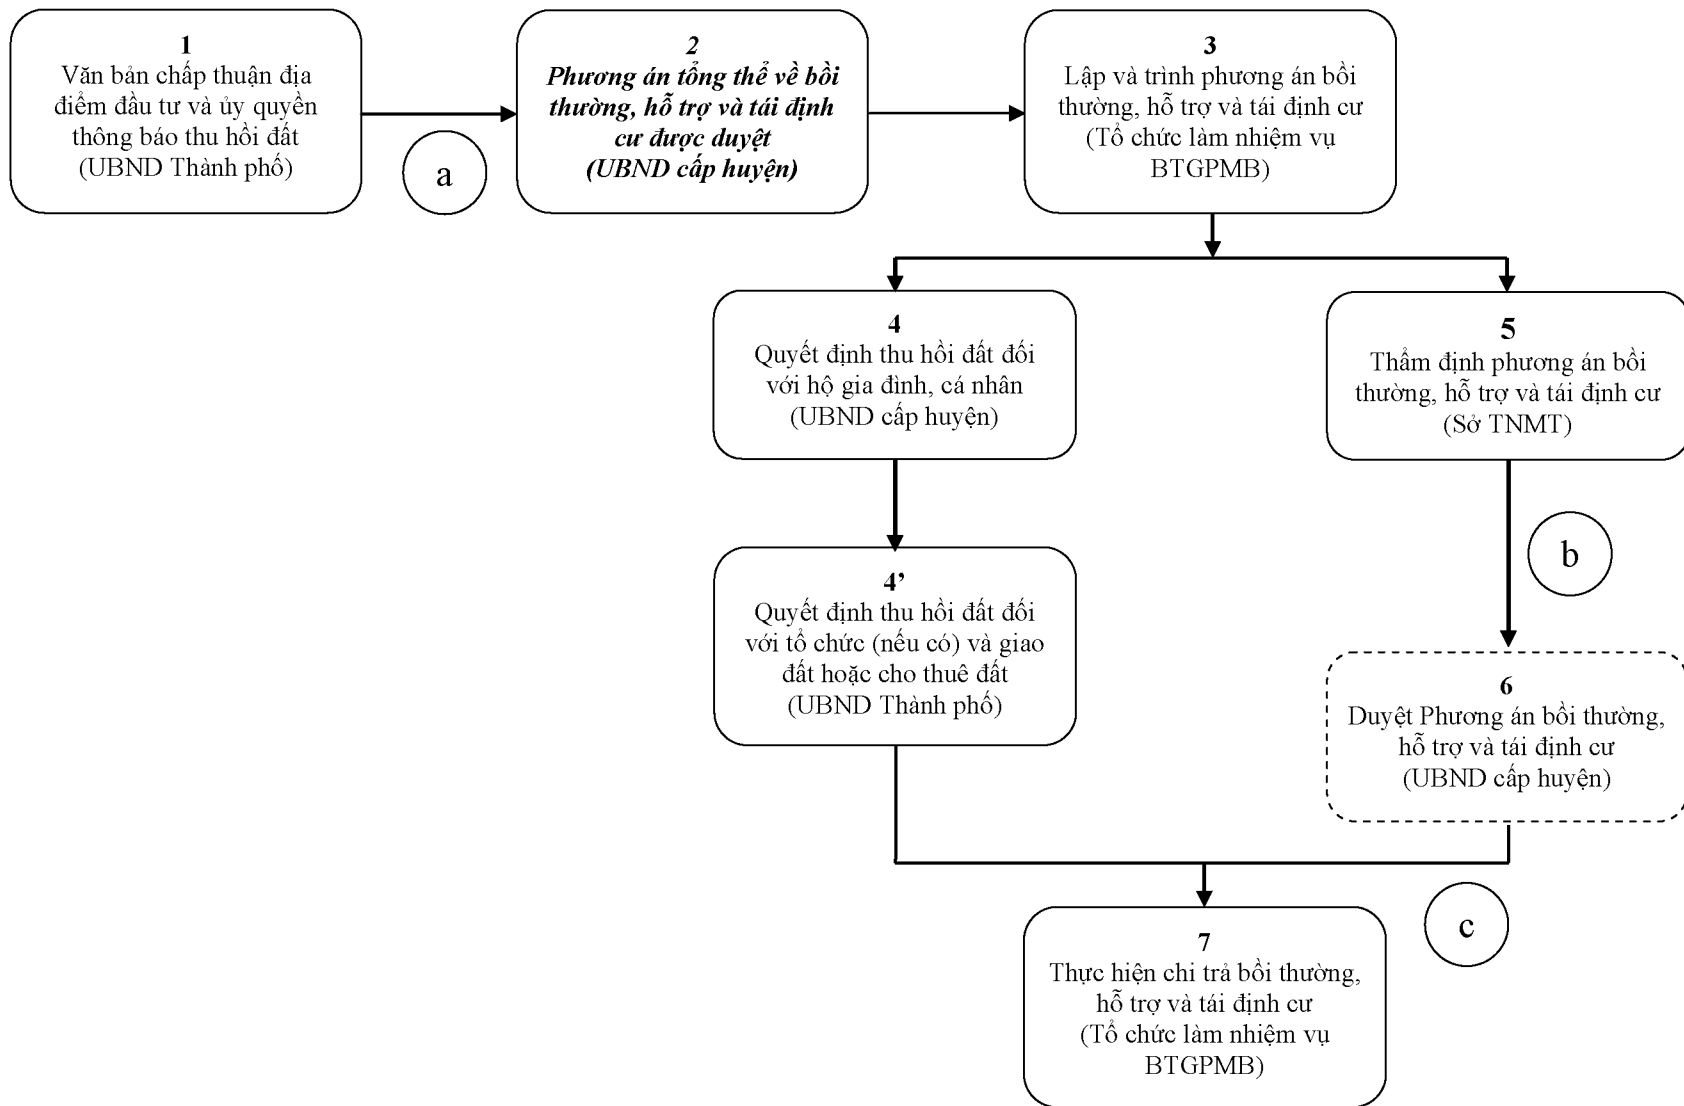 1
Văn bản chấp thuận địa
điểm đầu tư và ủy quyền
thông báo thu hồi đất
(UBND Thành phố)
a
2
Phương án tổng thể về bồi
thường, hỗ trợ và tái định
cư được duyệt
(UBND cấp huyện)
3
Lập và trình phương án bồi
thường, hỗ trợ và tái định cư
(Tổ chức làm nhiệm vụ
BTGPMB)
4
Quyết định thu hồi đất đối
với hộ gia đình, cá nhân
(UBND cấp huyện)
5
Thẩm định phương án bồi
thường, hỗ trợ và tái định cư
(Sở TNMT)
b
4’
Quyết định thu hồi đất đối
với tổ chức (nếu có) và giao
đất hoặc cho thuê đất
(UBND Thành phố)
6
Duyệt Phương án bồi thường,
hỗ trợ và tái định cư
(UBND cấp huyện)
c
7
Thực hiện chi trả bồi thường,
hỗ trợ và tái định cư
(Tổ chức làm nhiệm vụ
BTGPMB)